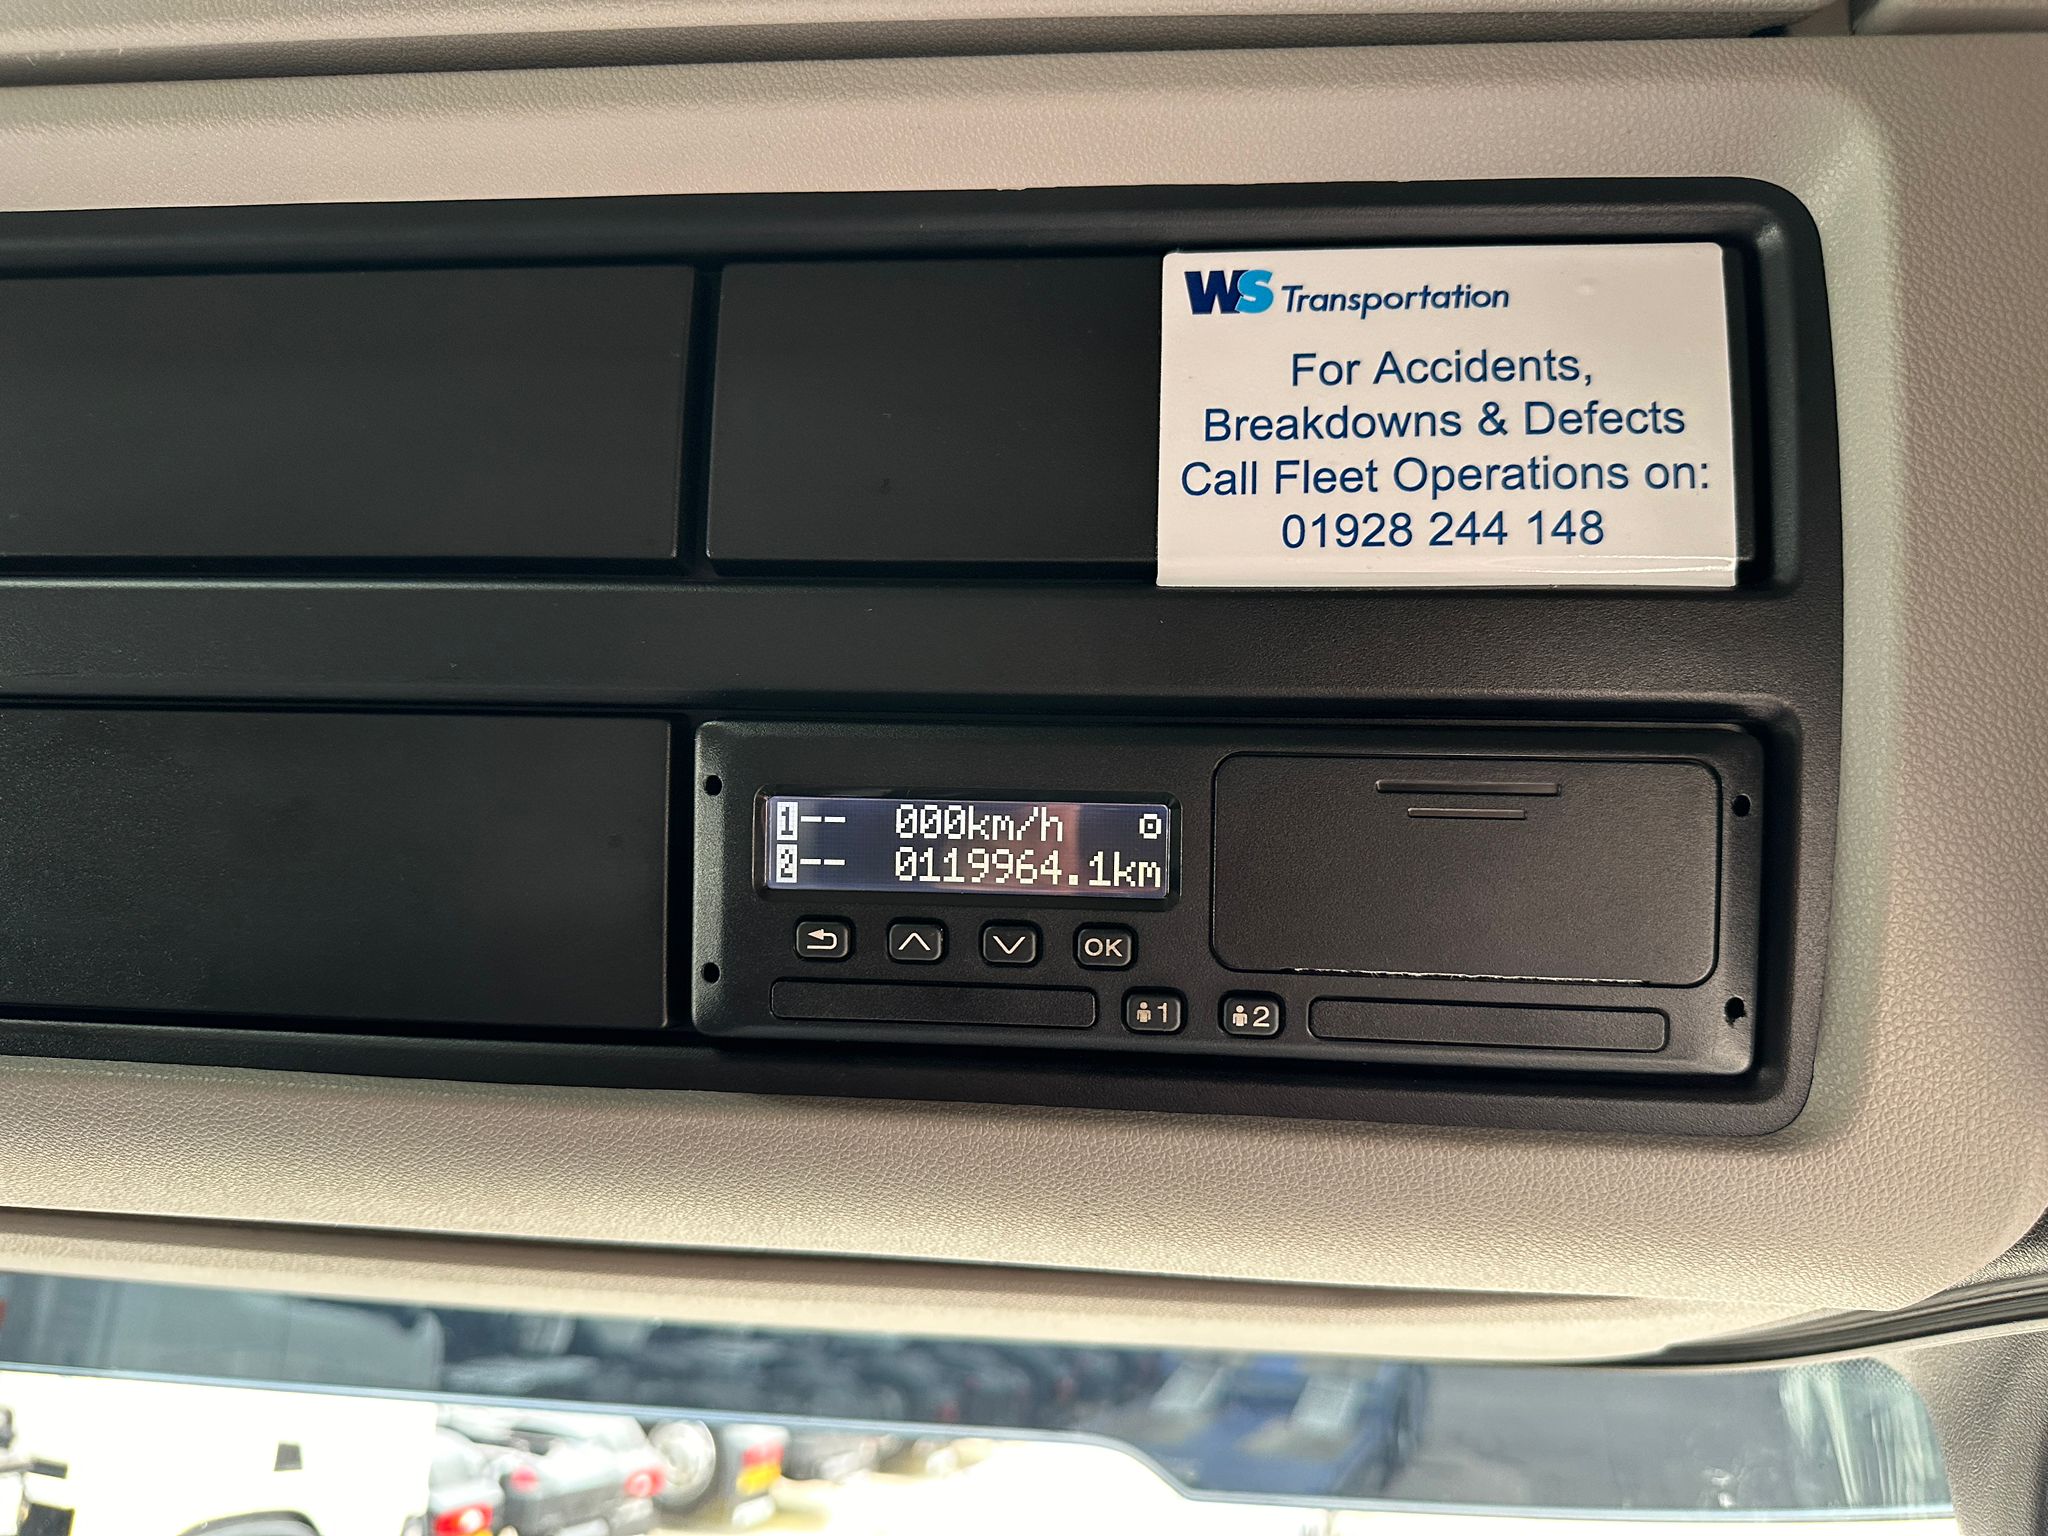 WS Transportation
For Accidents,
Breakdowns & Defects
Call Fleet Operations on:
01928 244 148
1-- 000km/h
2-- 0119964.1km
OK
1 2